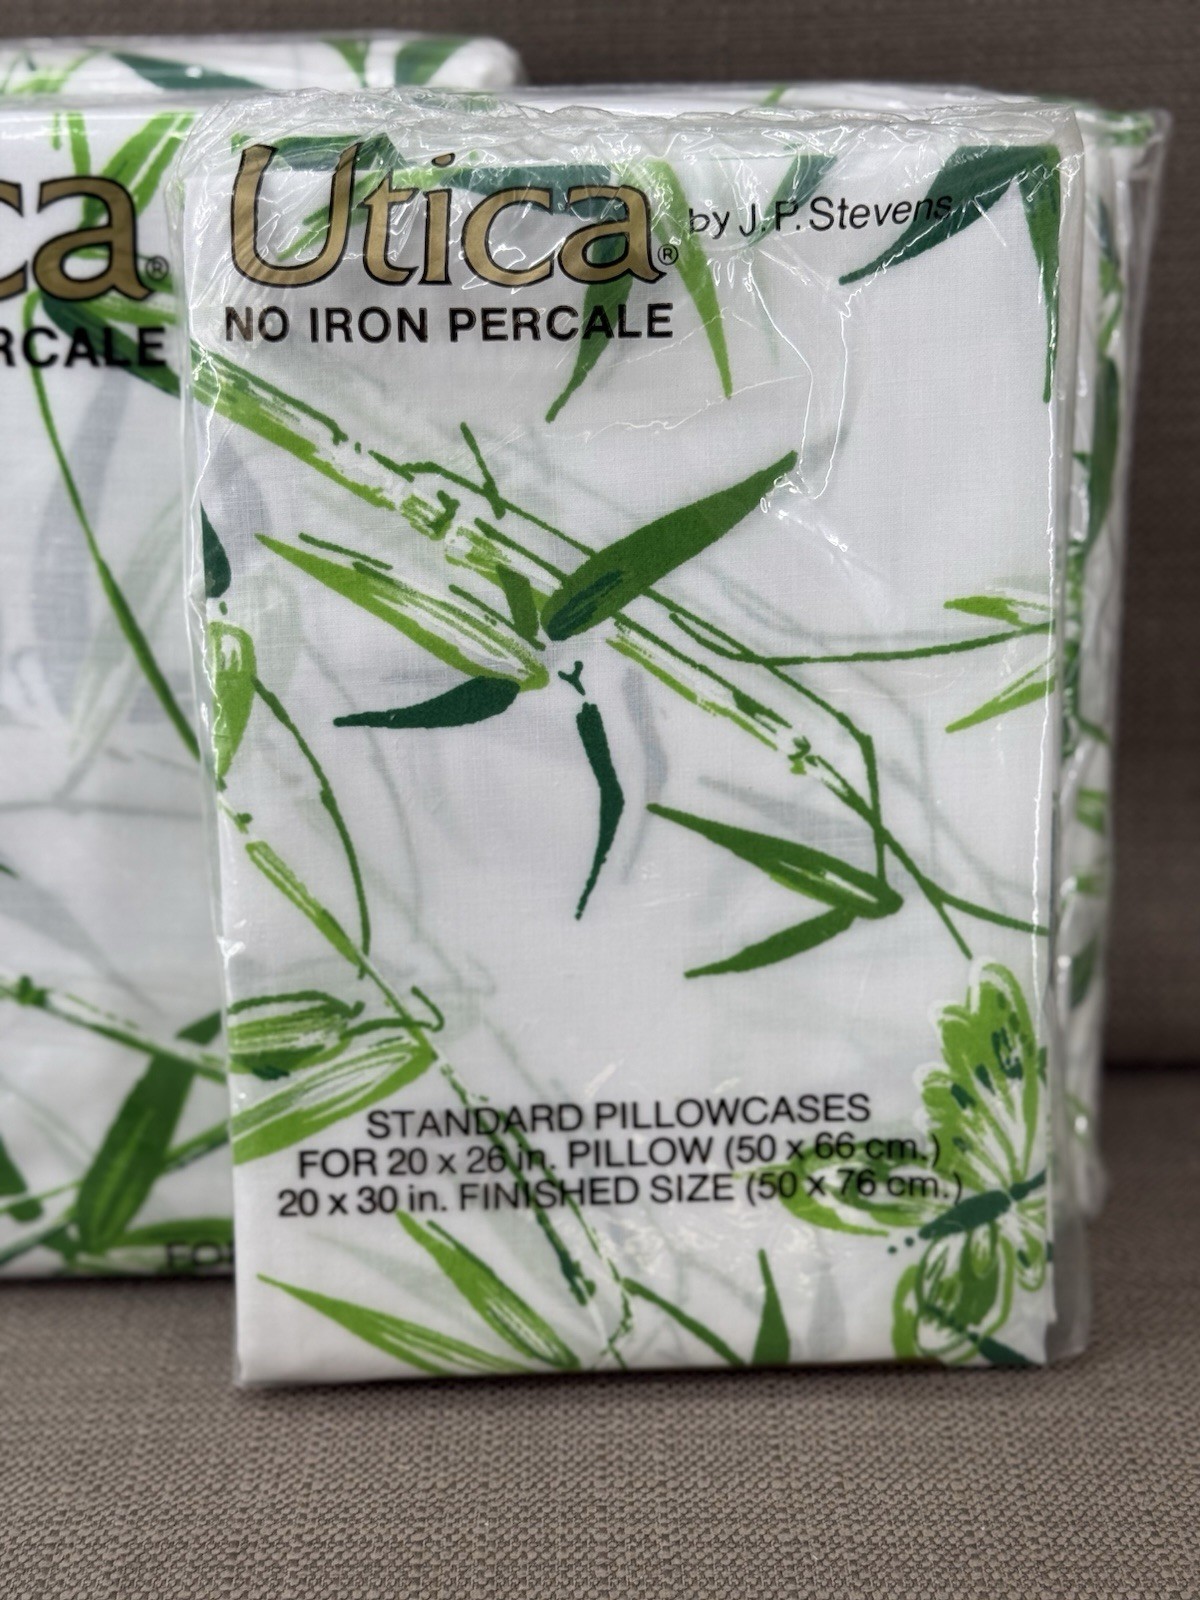 ca®
RCALE
FO
Utica® by J.P. Stevens
NO IRON PERCALE
STANDARD PILLOWCASES
FOR 20 x 26 in. PILLOW (50 x 66 cm.)
20 x 30 in. FINISHED SIZE (50 x 76 cm.)